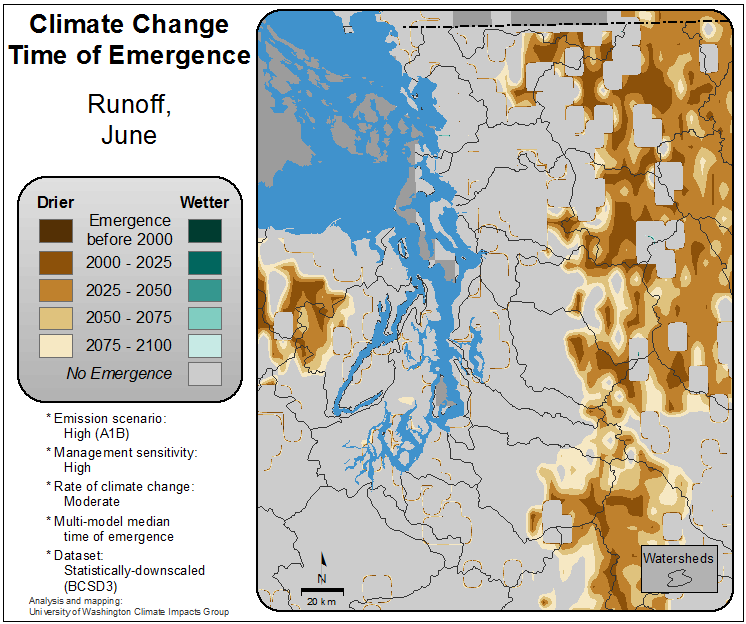 Climate Change
Time of Emergence
Runoff,
June
Drier
Wetter
Emergence
before 2000
2000 - 2025
2025 - 2050
2050 - 2075
2075 - 2100
No Emergence
* Emission scenario:
High (A1B)
* Management sensitivity:
High
* Rate of climate change:
Moderate
* Multi-model median
time of emergence
* Dataset:
Statistically-downscaled
(BCSD3)
Analysis and mapping:
University of Washington Climate Impacts Group
N
20 km
Watersheds